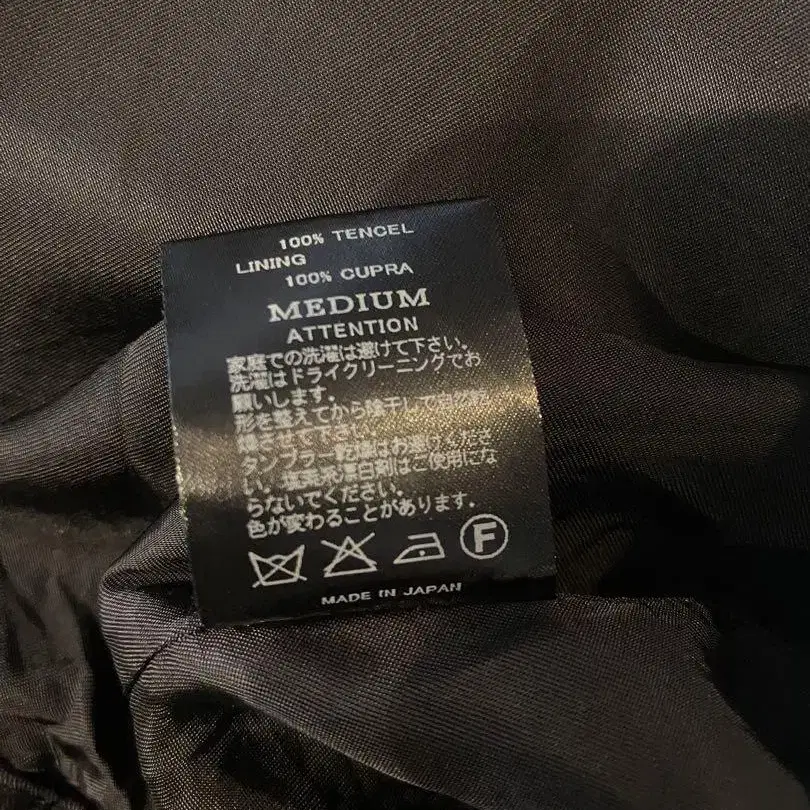 100% TENCEL
LINING
100% CUPRA
MEDIUM
ATTENTION
家庭での洗濯は避けて下さい。
洗濯はドライクリーニングでお
願いします。
形を整えてから陰干しで自然乾
燥させて下さい。
タンブラー乾燥はお避けくださ
い。塩素系漂白剤はご使用にな
らないでください。
色が変わることがあります。
F
MADE IN JAPAN